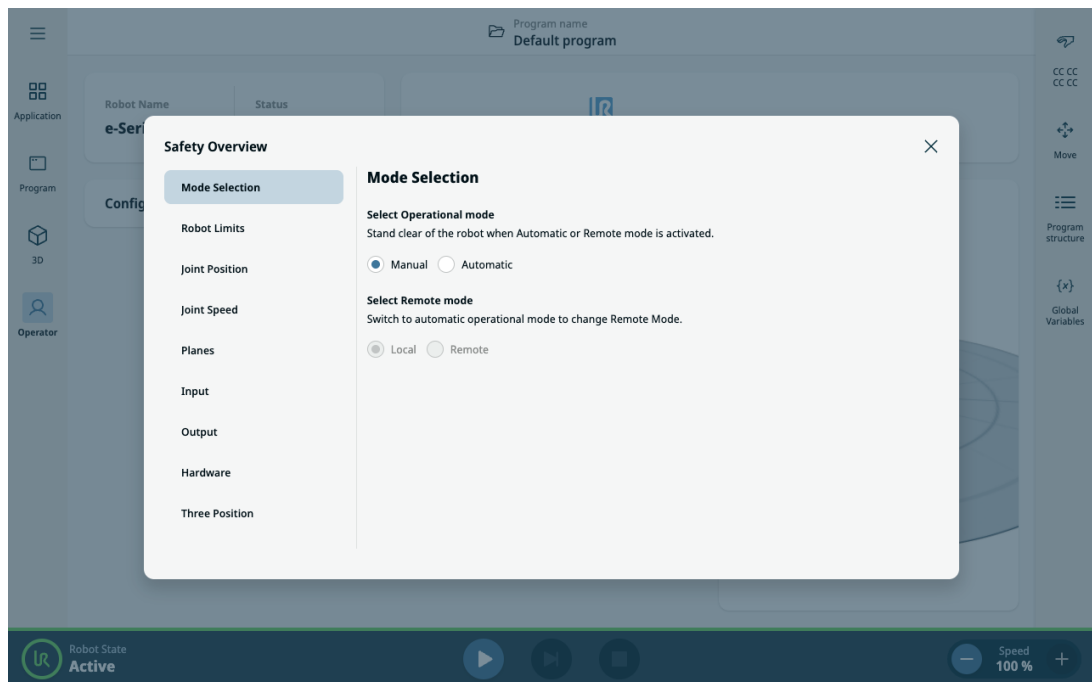 Program name
Default program
Application
Program
3D
Operator
Robot Name
Status
e-Seri
Config
Safety Overview
Mode Selection
Robot Limits
Joint Position
Joint Speed
Planes
Input
Output
Hardware
Three Position
Mode Selection
Select Operational mode
Stand clear of the robot when Automatic or Remote mode is activated.
Manual Automatic
Select Remote mode
Switch to automatic operational mode to change Remote Mode.
Local Remote
CC CC
CC CC
Move
Program
structure
{x}
Global
Variables
UR
Robot State
Active
Speed
100 %